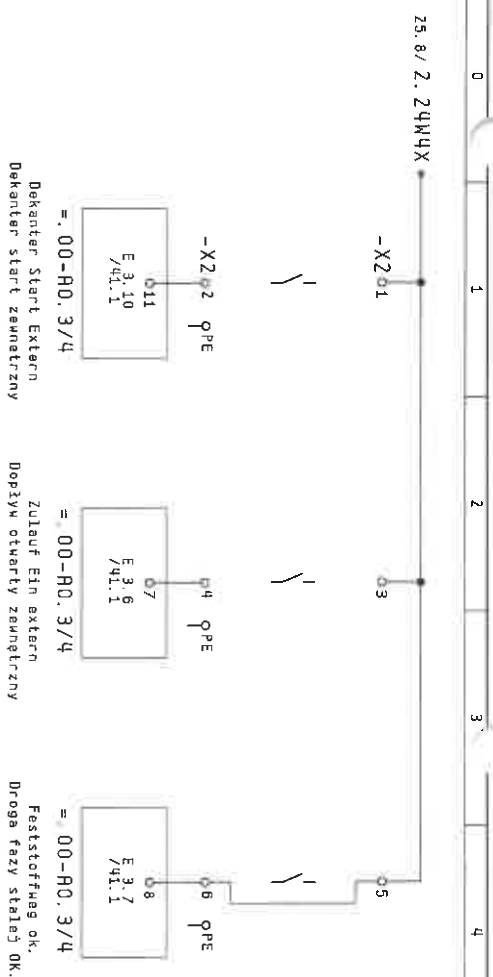 0 1 2 3 4
25.8/ 2. 24W4X
-X2 1 3 5
-X2 2 PE 4 PE 6 PE
11 7 8
E 3.10 E 3.6 E 3.7
/41.1 /41.1 /41.1
=.00-A0.3/4 =.00-A0.3/4 =.00-A0.3/4
Dekanter Start Extern Zulauf Ein extern Feststoffweg ok.
Dekanter start zewnetrzny Dopływ otwarty zewnętrzny Droga fazy stałej OK.